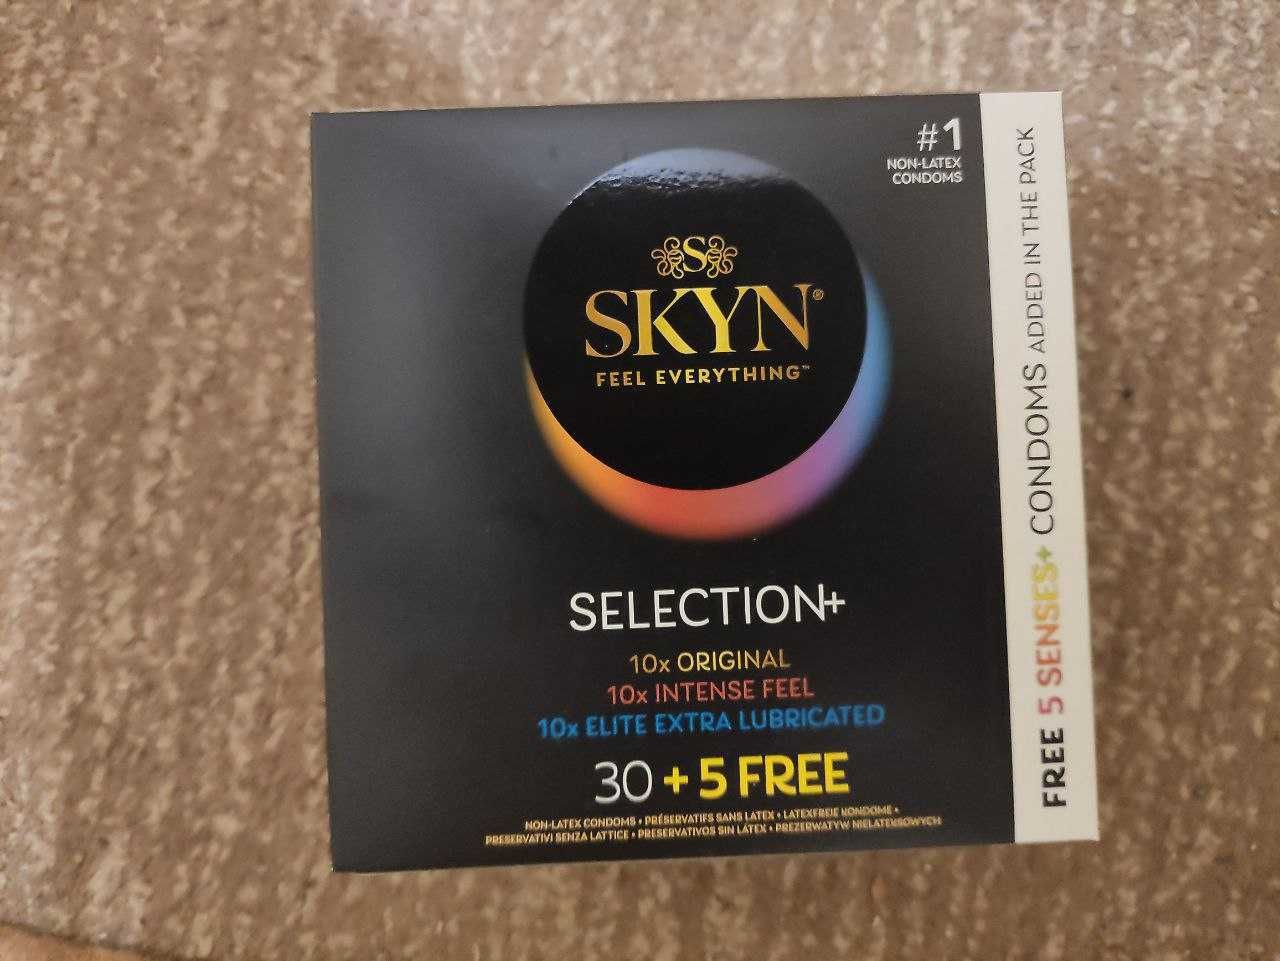 #1
NON-LATEX
CONDOMS
S
SKYN®
FEEL EVERYTHING™
SELECTION+
10x ORIGINAL
10x INTENSE FEEL
10x ELITE EXTRA LUBRICATED
30 + 5 FREE
NON-LATEX CONDOMS • PRÉSERVATIFS SANS LATEX • LATEXFREIE KONDOME •
PRESERVATIVI SENZA LATTICE • PRESERVATIVOS SIN LÁTEX • PREZERWATYW NIELATEKSOWYCH
FREE 5 SENSES+ CONDOMS ADDED IN THE PACK